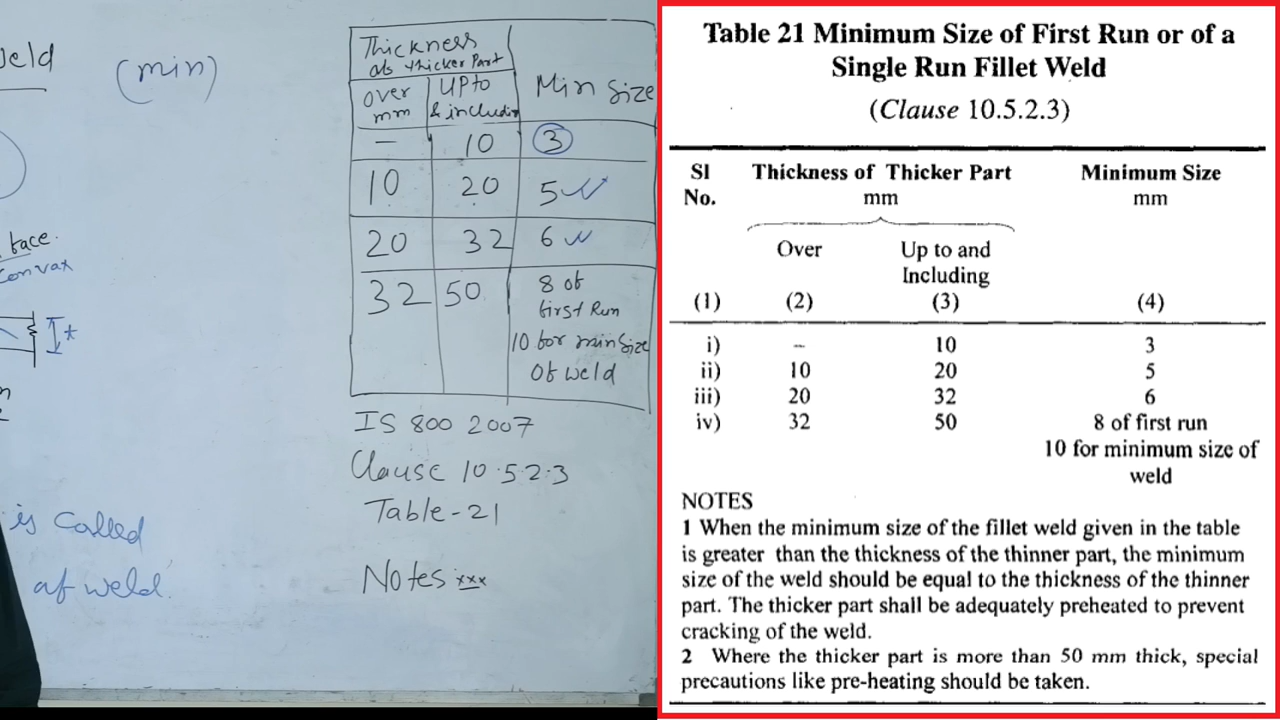 (min)
Thickness
of thicker Part
over
mm
UP to
& includin
Min Size
— 10 3
10 20 5
20 32 6
32 50 8 of
first Run
10 for min Size
Of weld
IS 800 2007
Clause 10.5.2.3
Table-21
Notes xxx
face.
Convax
t
is Called
of weld.
Table 21 Minimum Size of First Run or of a
Single Run Fillet Weld
(Clause 10.5.2.3)
Sl
No.
Thickness of Thicker Part
mm
Minimum Size
mm
Over
Up to and
Including
(1) (2) (3) (4)
i) – 10 3
ii) 10 20 5
iii) 20 32 6
iv) 32 50 8 of first run
10 for minimum size of
weld
NOTES
1 When the minimum size of the fillet weld given in the table
is greater than the thickness of the thinner part, the minimum
size of the weld should be equal to the thickness of the thinner
part. The thicker part shall be adequately preheated to prevent
cracking of the weld.
2 Where the thicker part is more than 50 mm thick, special
precautions like pre-heating should be taken.